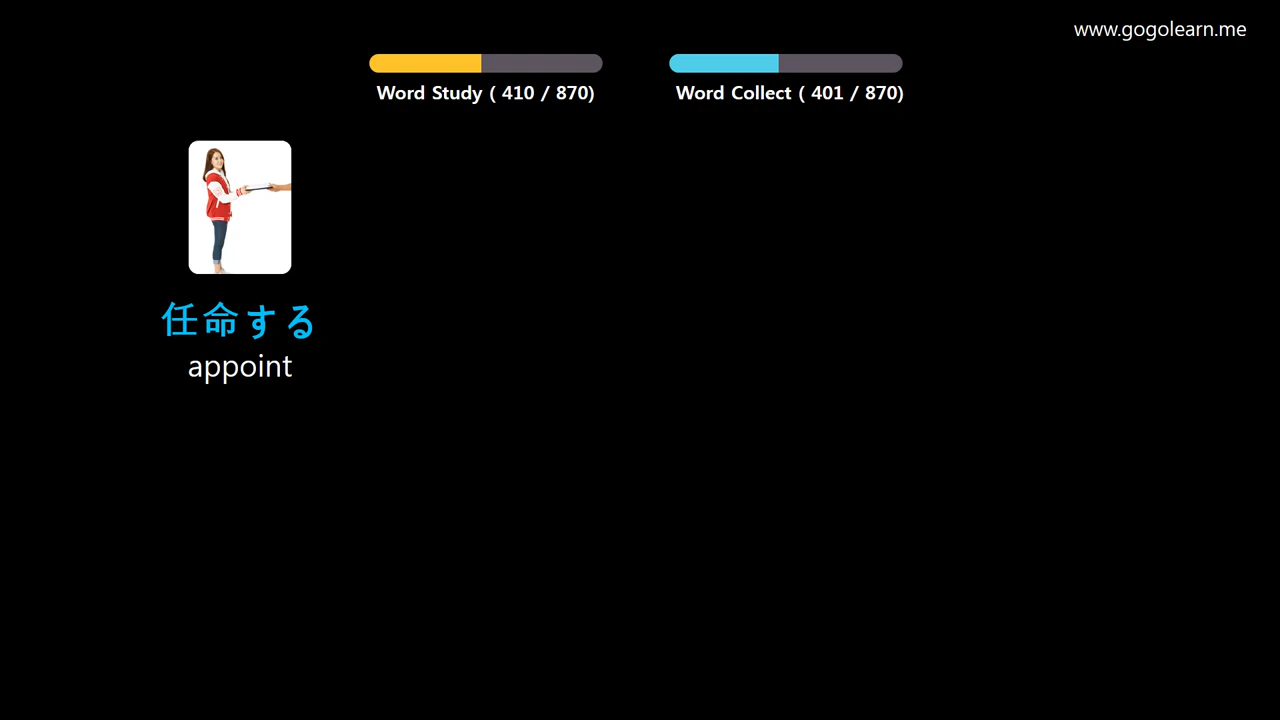 www.gogolearn.me
Word Study ( 410 / 870)
Word Collect ( 401 / 870)
任命する
appoint